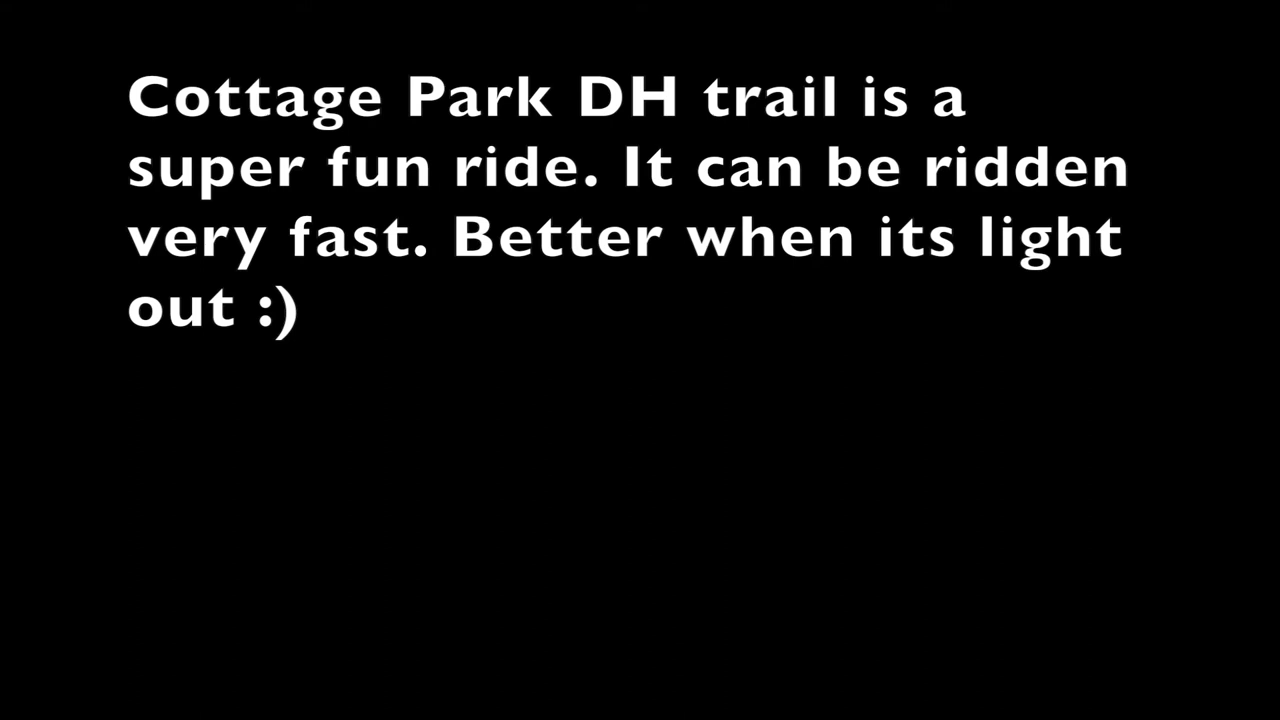 Cottage Park DH trail is a
super fun ride. It can be ridden
very fast. Better when its light
out :)